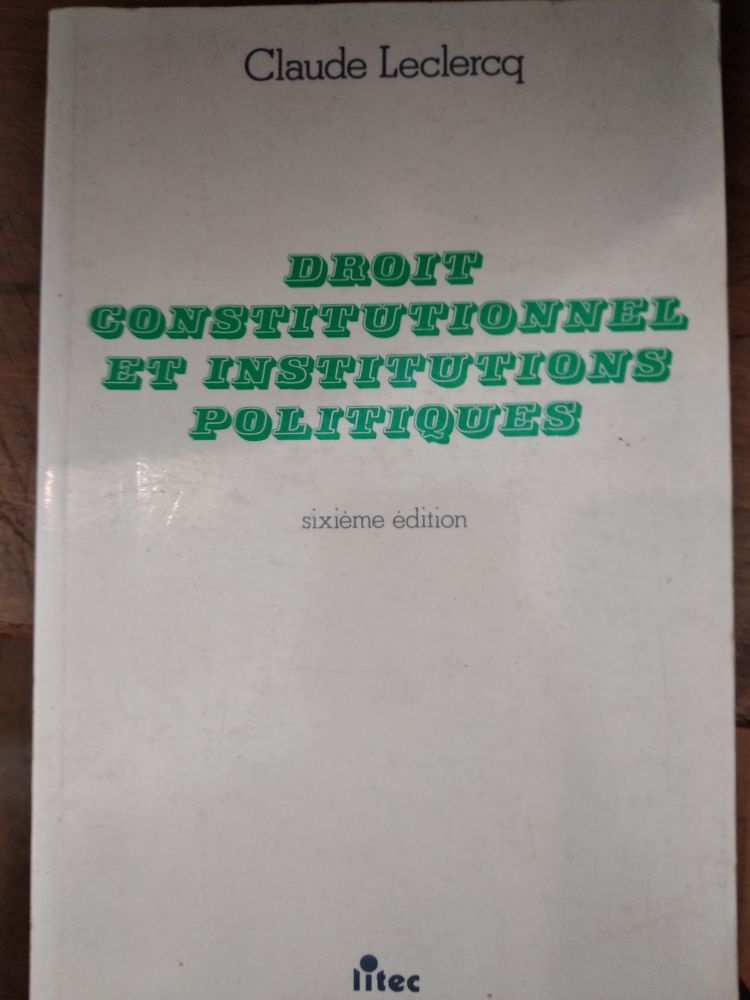 Claude Leclercq
DROIT
CONSTITUTIONNEL
ET INSTITUTIONS
POLITIQUES
sixième édition
litec